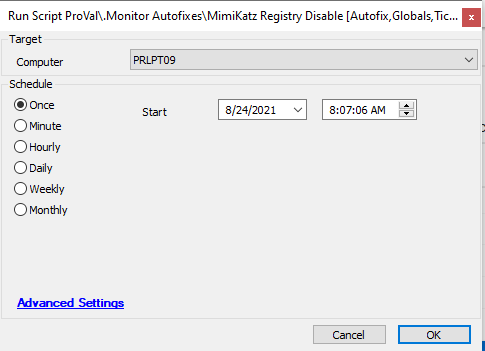 Run Script ProVal\.Monitor Autofixes\MimiKatz Registry Disable [Autofix,Globals,Tic... x
Target
Computer PRLPT09
Schedule
Once Start 8/24/2021 8:07:06 AM
Minute
Hourly
Daily
Weekly
Monthly
Advanced Settings
Cancel OK